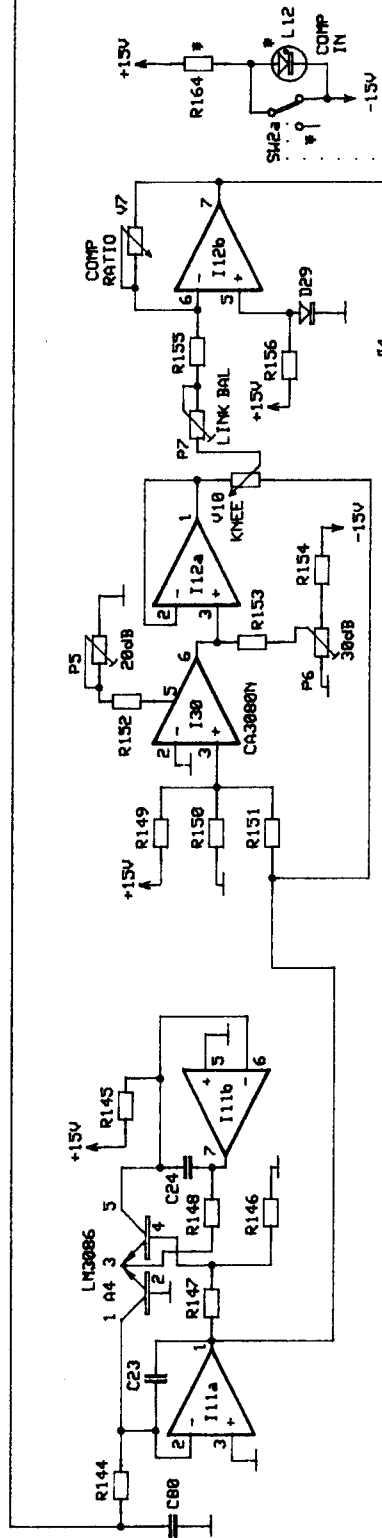 R144
C80
C23
2
3
I11a
1
1
A4
2
LM3086
3
5
4
R147
R146
R148
C24
+15V
R145
7
I11b
5
+
6
-
+15V
R149
R150
R151
2
-
3
+
I30
CA3080N
5
6
R152
P5
20dB
R153
P6
30dB
R154
-15V
2
-
3
+
I12a
1
V10
KNEE
P7
LINK BAL
R155
+15V
R156
D29
6
-
5
+
I12b
7
COMP
RATIO
V7
+15V
R164
*
SW2a
*
*
L12
COMP
IN
-15V